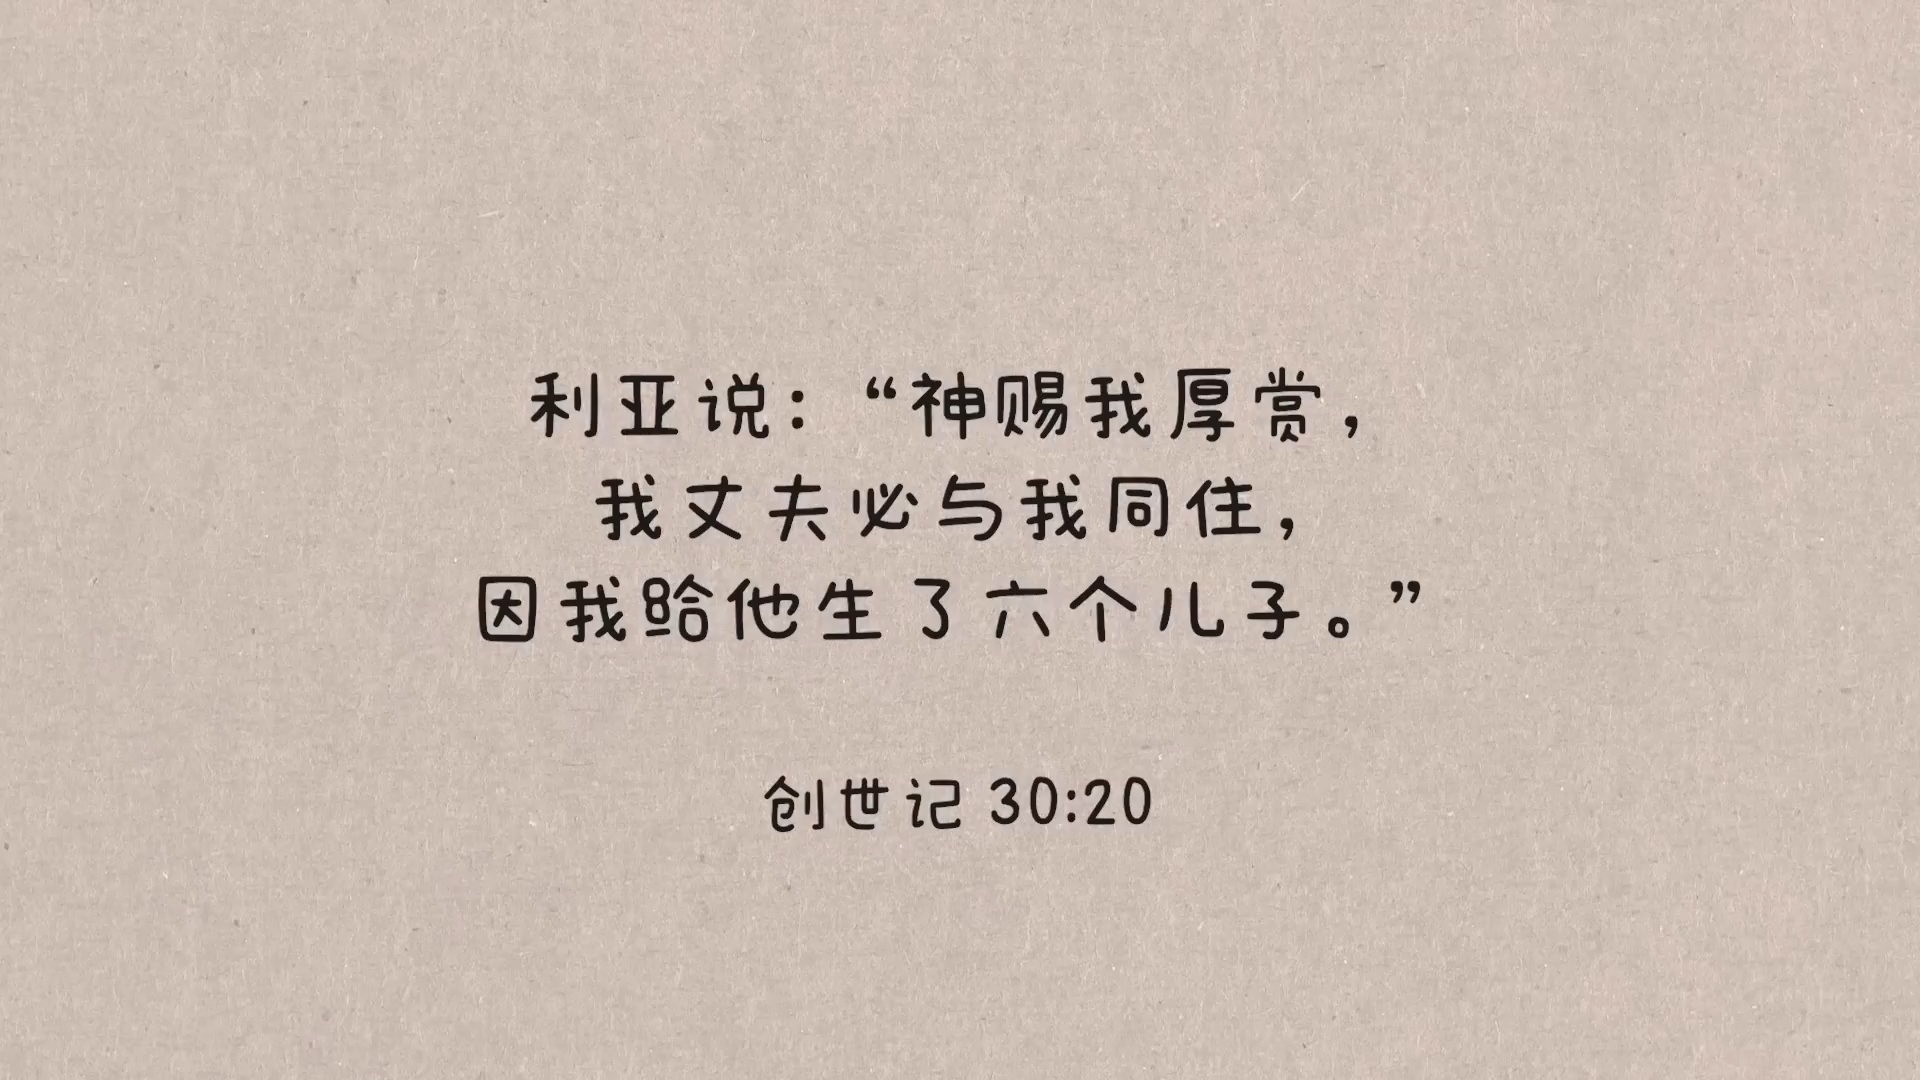 利亚说：“神赐我厚赏，
我丈夫必与我同住，
因我给他生了六个儿子。”
创世记 30:20